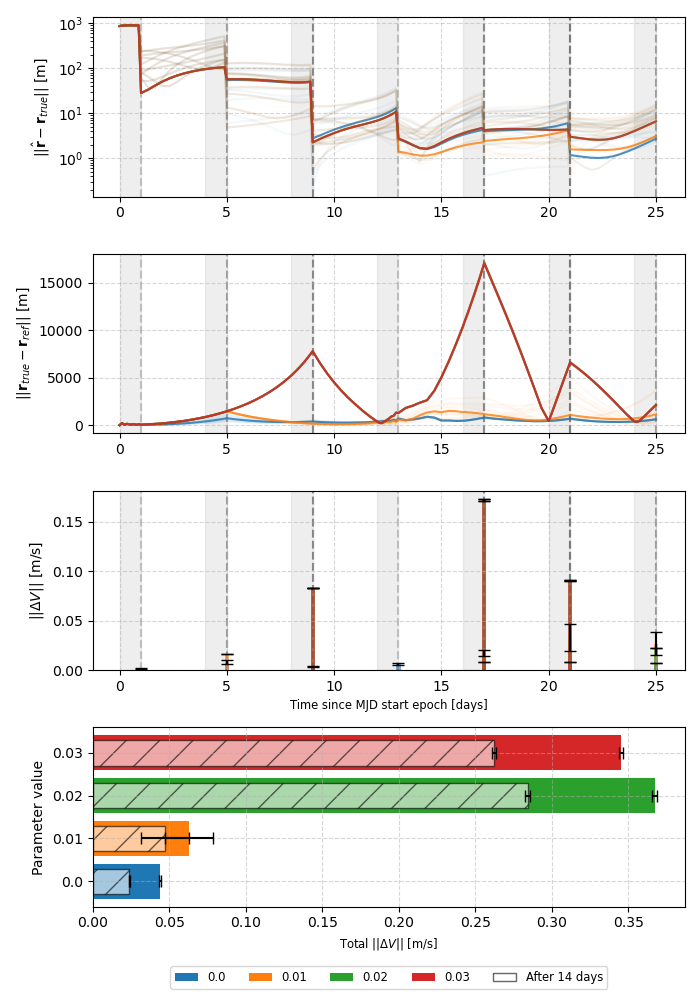 10³
10²
10¹
10⁰
||r̂ − r_true|| [m]
0 5 10 15 20 25
15000
10000
5000
0
||r_true − r_ref|| [m]
0 5 10 15 20 25
0.15
0.10
0.05
0.00
||ΔV|| [m/s]
0 5 10 15 20 25
Time since MJD start epoch [days]
0.03
0.02
0.01
0.0
Parameter value
0.00 0.05 0.10 0.15 0.20 0.25 0.30 0.35
Total ||ΔV|| [m/s]
0.0 0.01 0.02 0.03 After 14 days